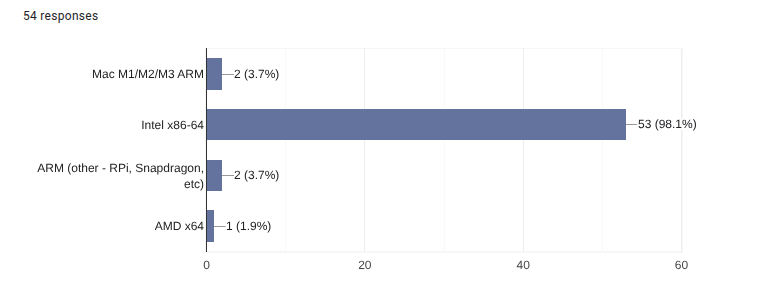 54 responses
Mac M1/M2/M3 ARM
2 (3.7%)
Intel x86-64
53 (98.1%)
ARM (other - RPi, Snapdragon,
etc)
2 (3.7%)
AMD x64
1 (1.9%)
0
20
40
60